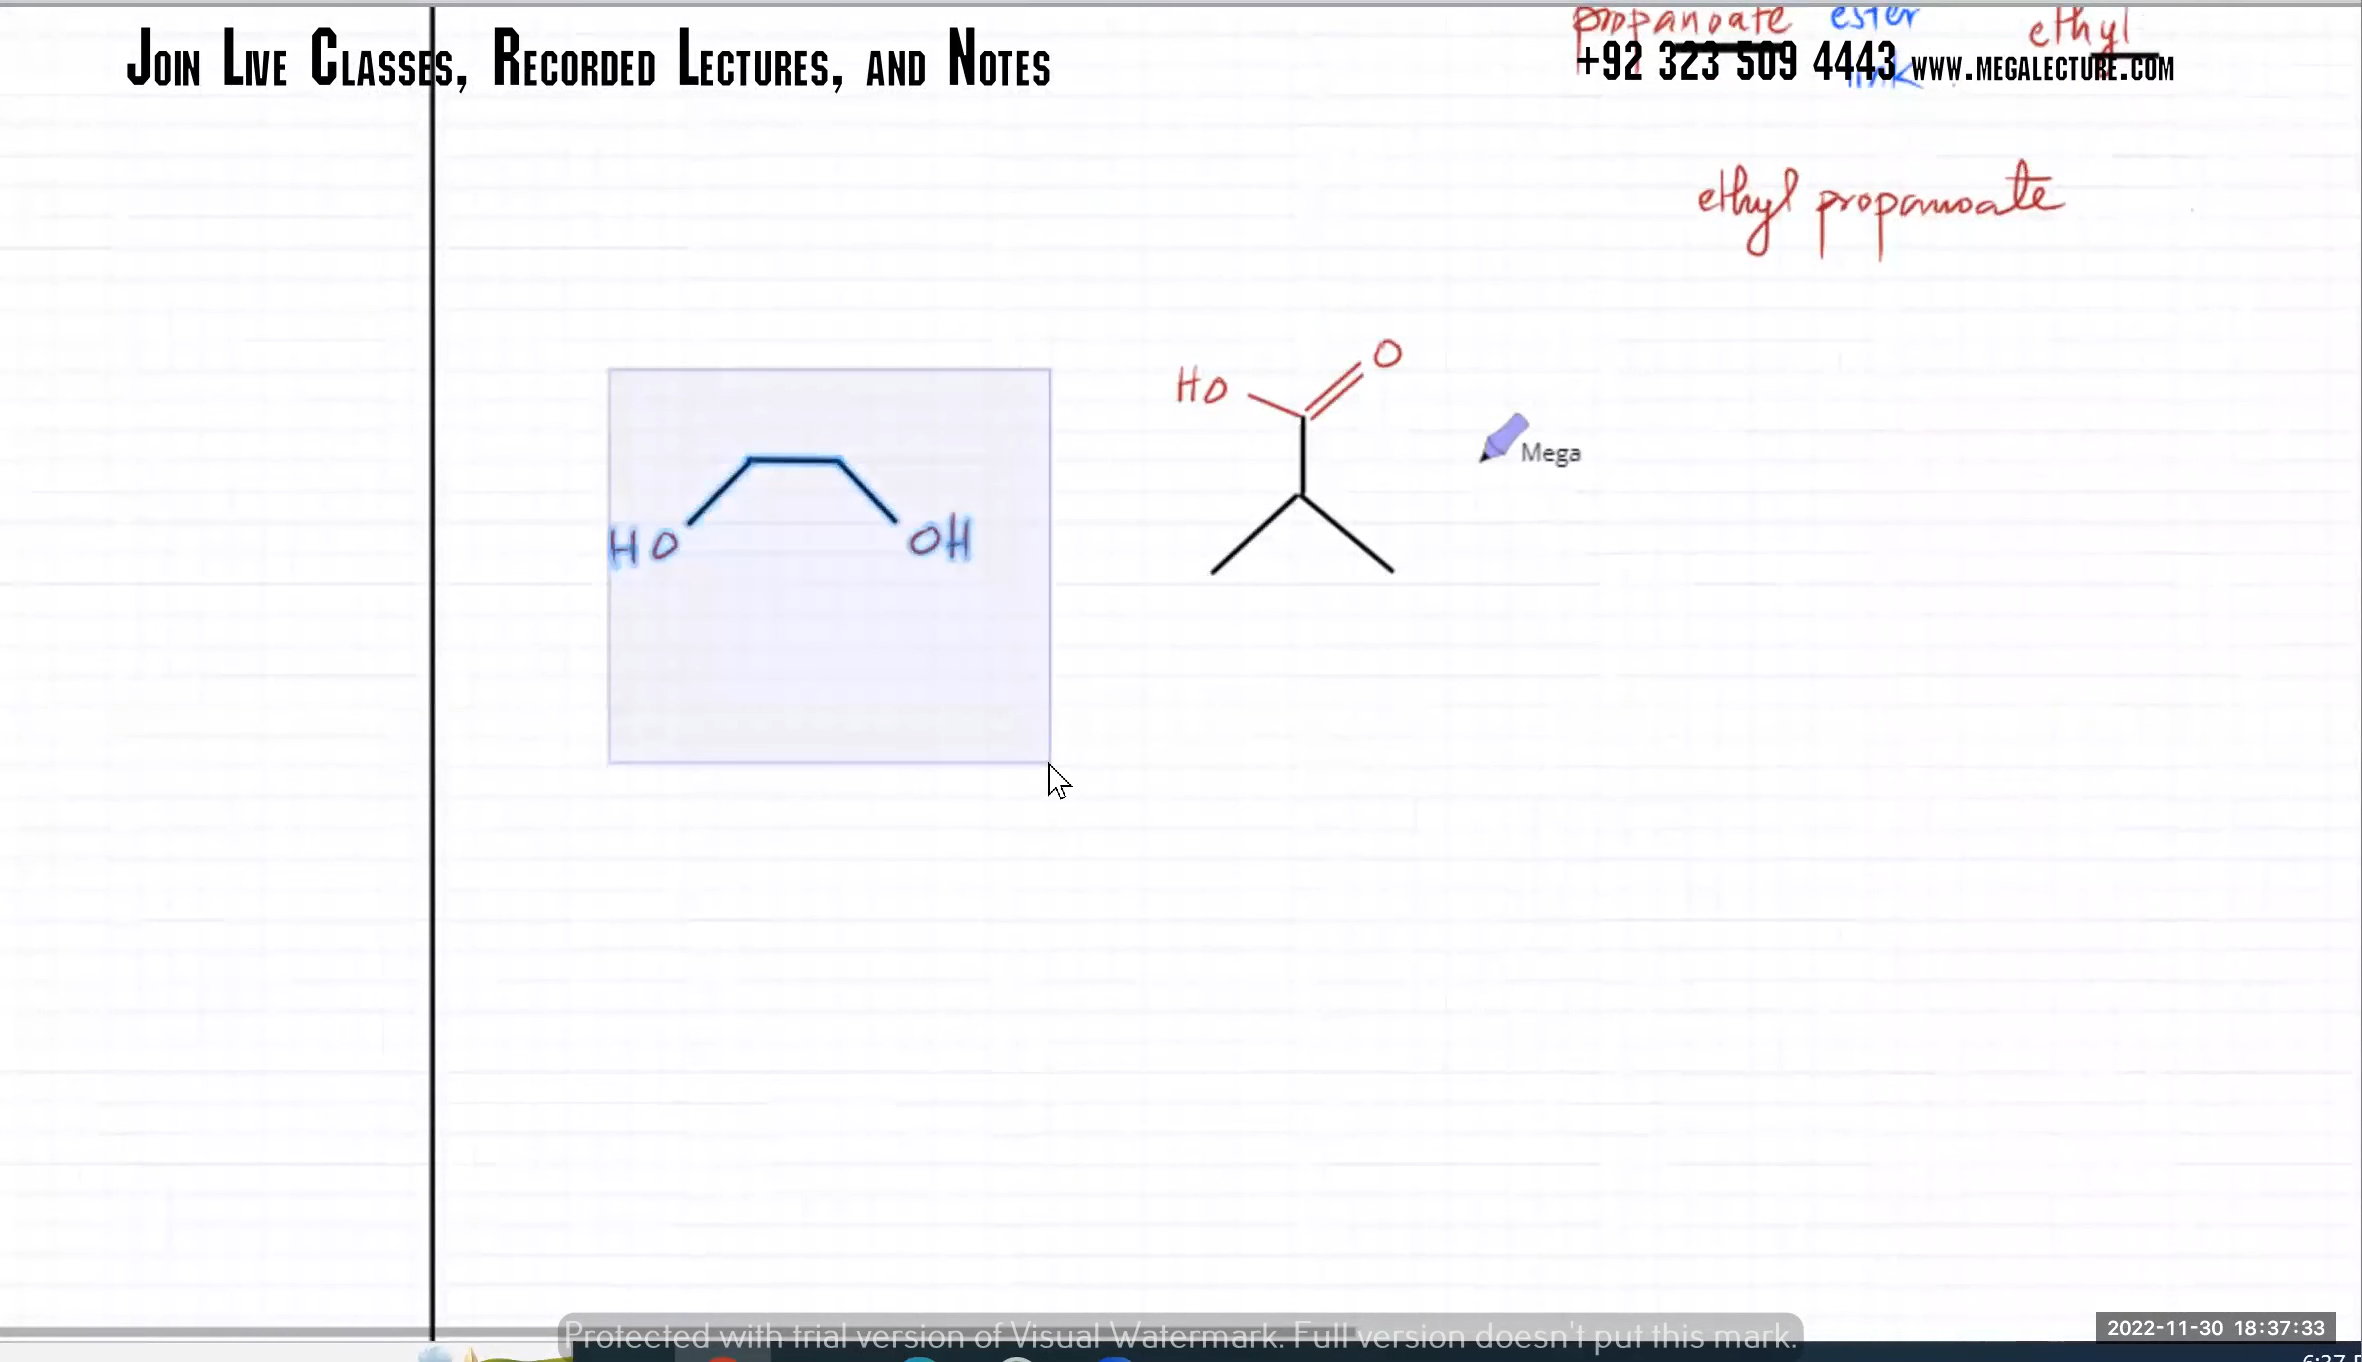 propanoate ester ethyl
link
JOIN LIVE CLASSES, RECORDED LECTURES, AND NOTES
+92 323 509 4443 WWW.MEGALECTURE.COM
ethyl propanoate
O
HO
Mega
HO
OH
Protected with trial version of Visual Watermark. Full version doesn't put this mark.
2022-11-30 18:37:33